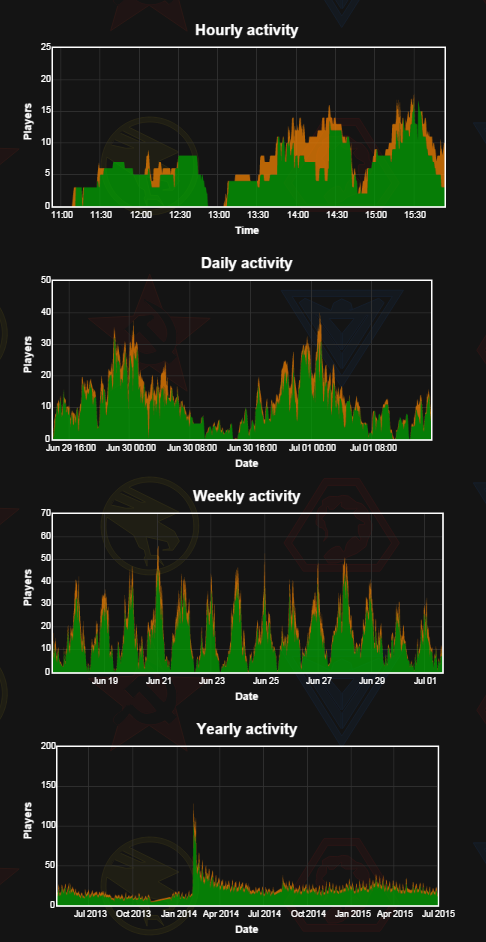 Hourly activity
25
20
15
10
5
0
Players
11:00 11:30 12:00 12:30 13:00 13:30 14:00 14:30 15:00 15:30
Time
Daily activity
50
40
30
20
10
0
Players
Jun 29 16:00 Jun 30 00:00 Jun 30 08:00 Jun 30 16:00 Jul 01 00:00 Jul 01 08:00
Date
Weekly activity
70
60
50
40
30
20
10
0
Players
Jun 19 Jun 21 Jun 23 Jun 25 Jun 27 Jun 29 Jul 01
Date
Yearly activity
200
150
100
50
0
Players
Jul 2013 Oct 2013 Jan 2014 Apr 2014 Jul 2014 Oct 2014 Jan 2015 Apr 2015 Jul 2015
Date